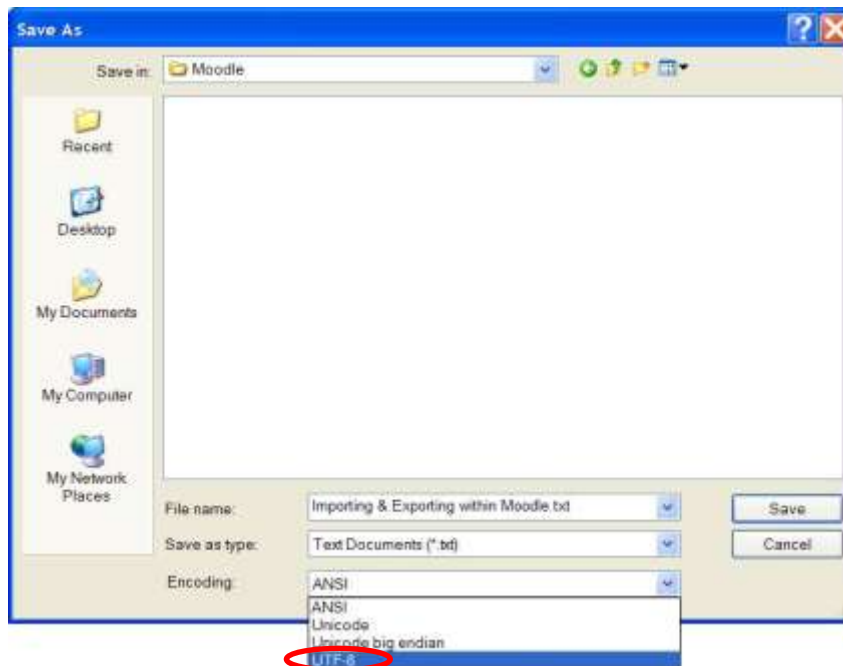 Save As
Save in: Moodle
Recent
Desktop
My Documents
My Computer
My Network
Places
File name: Importing & Exporting within Moodle.txt Save
Save as type: Text Documents (*.txt) Cancel
Encoding: ANSI
ANSI
Unicode
Unicode big endian
UTF-8